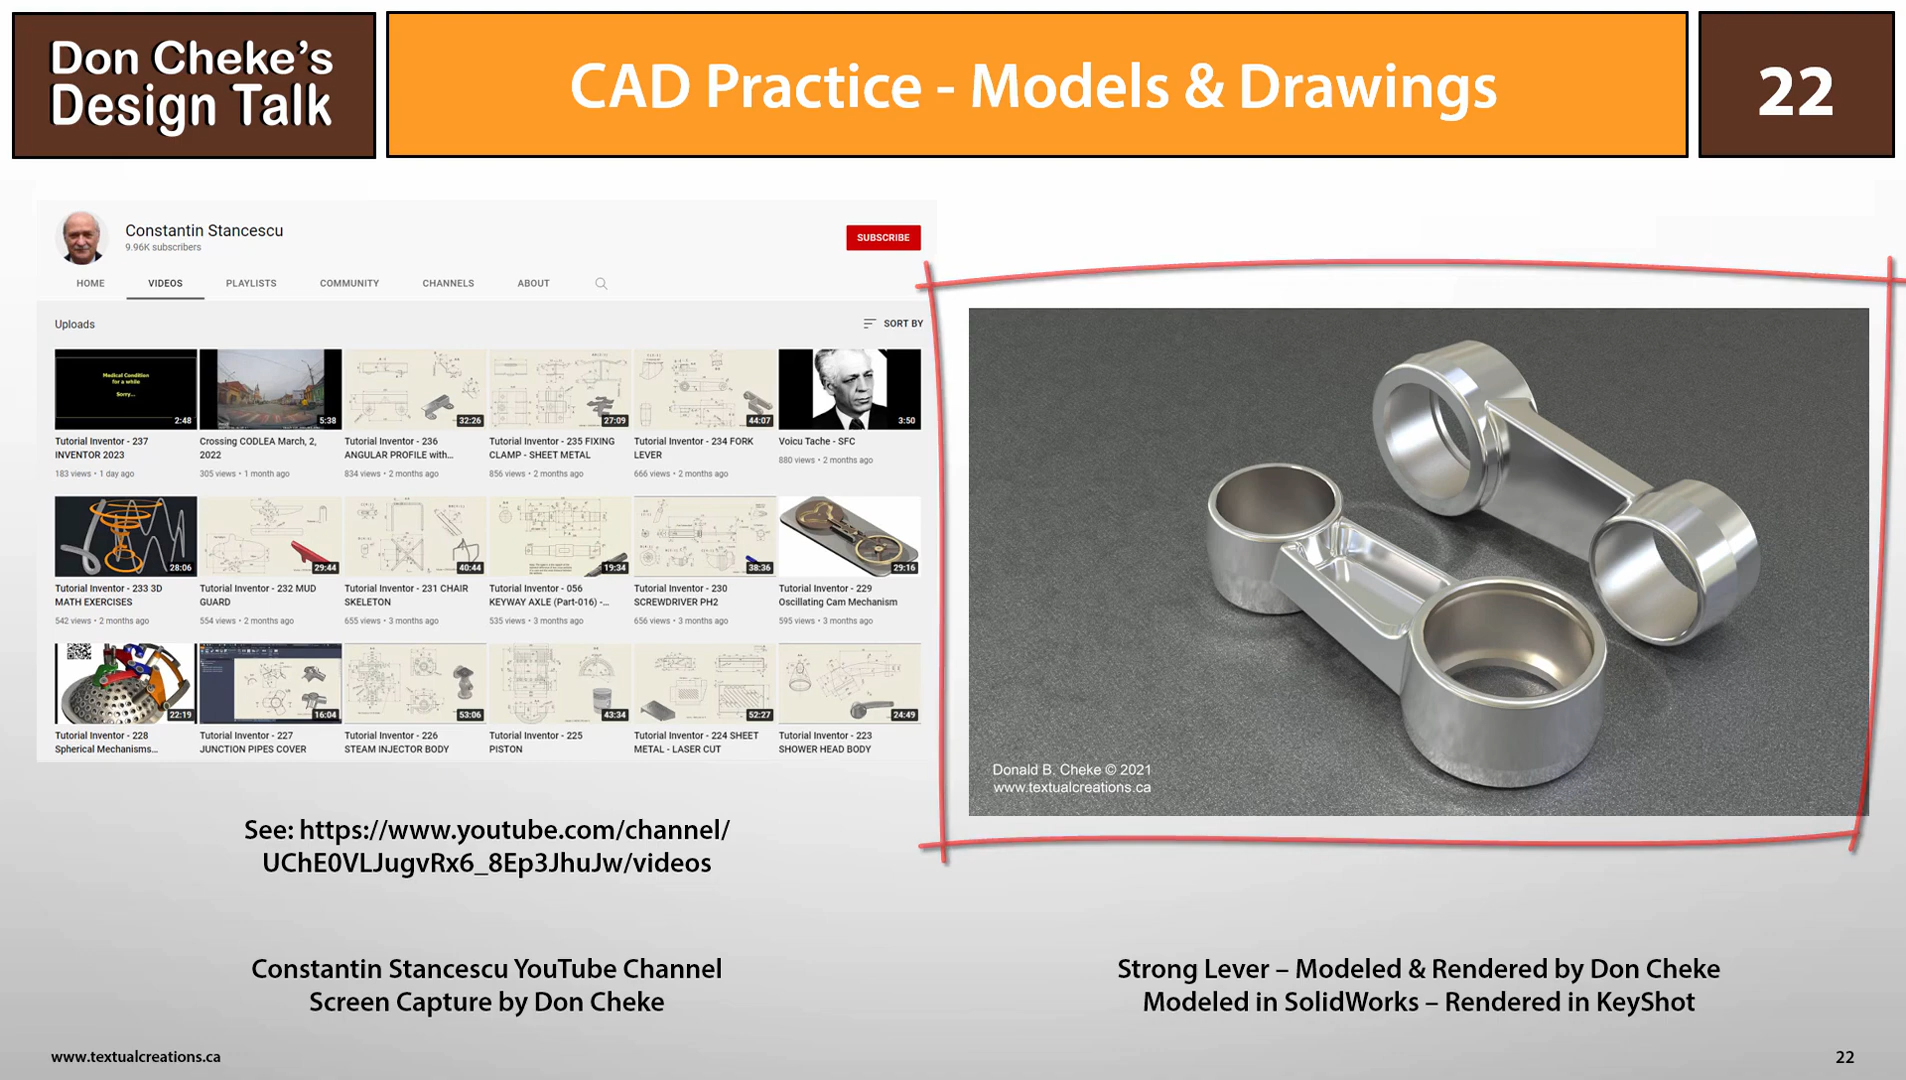 Don Cheke's
Design Talk
CAD Practice - Models & Drawings
22
Constantin Stancescu
9.96K subscribers
SUBSCRIBE
HOME VIDEOS PLAYLISTS COMMUNITY CHANNELS ABOUT
Uploads
SORT BY
Medical Condition
for a while
Sorry...
2:48
Tutorial Inventor - 237
INVENTOR 2023
183 views • 1 day ago
5:38
Crossing CODLEA March, 2,
2022
305 views • 1 month ago
32:26
Tutorial Inventor - 236
ANGULAR PROFILE with...
834 views • 2 months ago
27:09
Tutorial Inventor - 235 FIXING
CLAMP - SHEET METAL
856 views • 2 months ago
44:07
Tutorial Inventor - 234 FORK
LEVER
666 views • 2 months ago
3:50
Voicu Tache - SFC
880 views • 2 months ago
28:06
Tutorial Inventor - 233 3D
MATH EXERCISES
542 views • 2 months ago
29:44
Tutorial Inventor - 232 MUD
GUARD
554 views • 2 months ago
40:44
Tutorial Inventor - 231 CHAIR
SKELETON
655 views • 3 months ago
19:34
Tutorial Inventor - 056
KEYWAY AXLE (Part-016) -...
535 views • 3 months ago
38:36
Tutorial Inventor - 230
SCREWDRIVER PH2
656 views • 3 months ago
29:16
Tutorial Inventor - 229
Oscillating Cam Mechanism
595 views • 3 months ago
22:19
Tutorial Inventor - 228
Spherical Mechanisms...
16:04
Tutorial Inventor - 227
JUNCTION PIPES COVER
53:06
Tutorial Inventor - 226
STEAM INJECTOR BODY
43:34
Tutorial Inventor - 225
PISTON
52:27
Tutorial Inventor - 224 SHEET
METAL - LASER CUT
24:49
Tutorial Inventor - 223
SHOWER HEAD BODY
See: https://www.youtube.com/channel/
UChE0VLJugvRx6_8Ep3JhuJw/videos
Constantin Stancescu YouTube Channel
Screen Capture by Don Cheke
Donald B. Cheke © 2021
www.textualcreations.ca
Strong Lever – Modeled & Rendered by Don Cheke
Modeled in SolidWorks – Rendered in KeyShot
www.textualcreations.ca
22